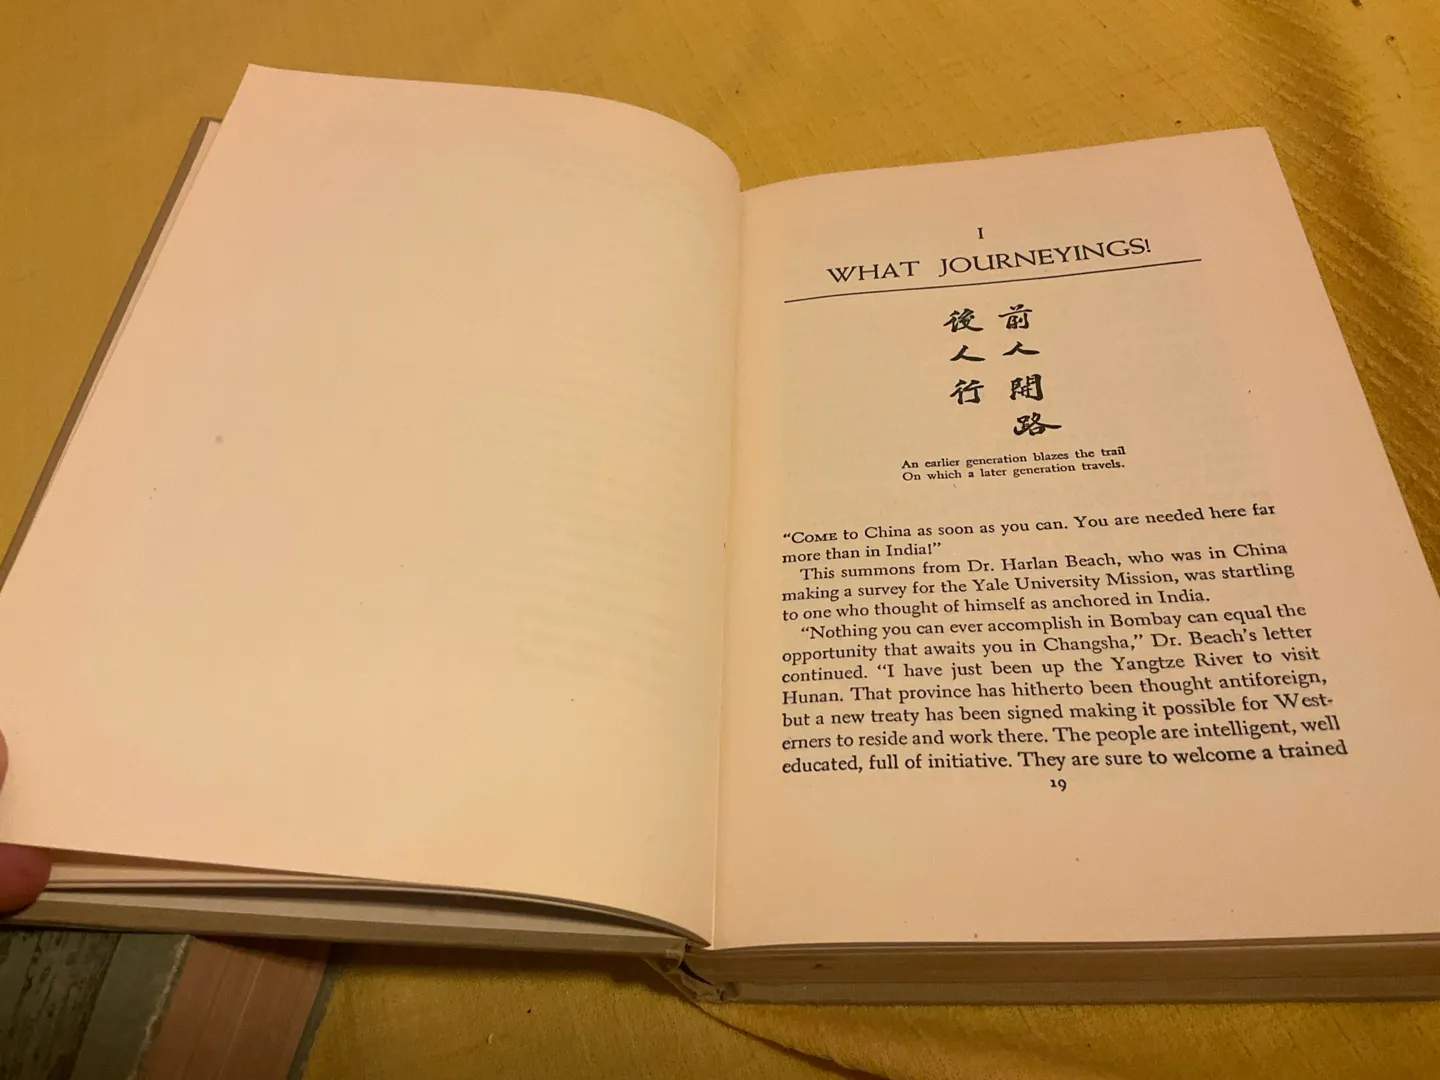 I
WHAT JOURNEYINGS!
前人開路
後人行
An earlier generation blazes the trail
On which a later generation travels.
“COME to China as soon as you can. You are needed here far
more than in India!”
This summons from Dr. Harlan Beach, who was in China
making a survey for the Yale University Mission, was startling
to one who thought of himself as anchored in India.
“Nothing you can ever accomplish in Bombay can equal the
opportunity that awaits you in Changsha,” Dr. Beach’s letter
continued. “I have just been up the Yangtze River to visit
Hunan. That province has hitherto been thought antiforeign,
but a new treaty has been signed making it possible for West-
erners to reside and work there. The people are intelligent, well
educated, full of initiative. They are sure to welcome a trained
19